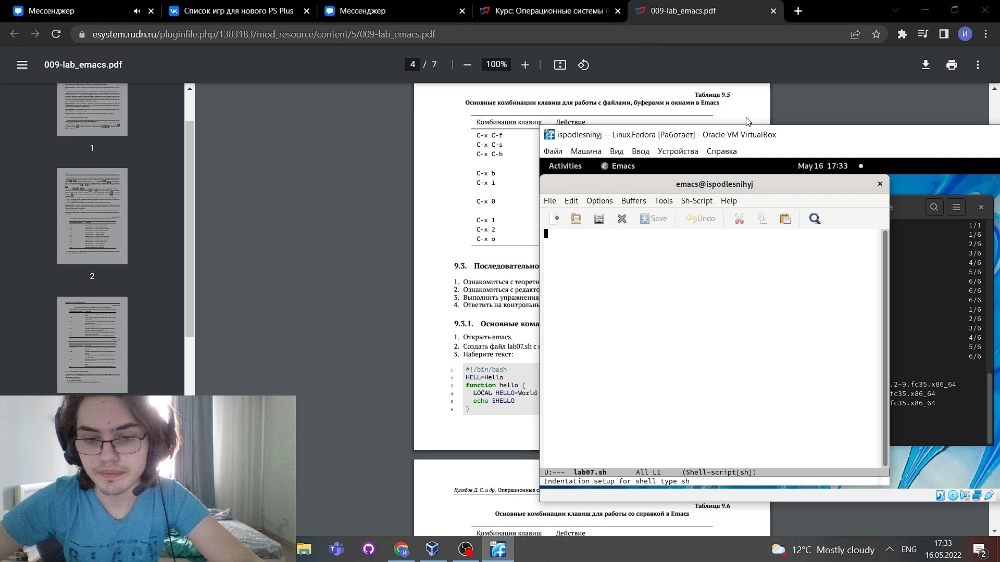 Мессенджер
Список игр для нового PS Plus
Мессенджер
Курс: Операционные системы (
009-lab_emacs.pdf
esystem.rudn.ru/pluginfile.php/1383183/mod_resource/content/5/009-lab_emacs.pdf
И
009-lab_emacs.pdf
4 / 7
100%
1
2
Таблица 9.5
Основные комбинации клавиш для работы с файлами, буферами и окнами в Emacs
Комбинация клавиш Действие
C-x C-f
C-x C-s
C-x C-b
C-x b
C-x i
C-x 0
C-x 1
C-x 2
C-x o
9.3. Последовательно
1. Ознакомиться с теорети
2. Ознакомиться с редакто
3. Выполнить упражнения
4. Ответить на контрольн
9.3.1. Основные кома
1. Открыть emacs.
2. Создать файл lab07.sh с
3. Наберите текст:
1 #!/bin/bash
2 HELL=Hello
3 function hello {
4 LOCAL HELLO=World
5 echo $HELLO
6 }
Кулябов Д. С. и др. Операционные с
Таблица 9.6
Основные комбинации клавиш для работы со справкой в Emacs
Комбинация клавиш Действие
ispodlesnihyj -- Linux,Fedora [Работает] - Oracle VM VirtualBox
Файл Машина Вид Ввод Устройства Справка
Activities Emacs May 16 17:33
emacs@ispodlesnihyj
File Edit Options Buffers Tools Sh-Script Help
Save Undo
U:--- lab07.sh All L1 (Shell-script[sh])
Indentation setup for shell type sh
s
1/1
1/6
2/6
3/6
4/6
5/6
6/6
6/6
6/6
1/6
2/6
3/6
4/6
5/6
6/6
.2-9.fc35.x86_64
fc35.x86_64
fc35.x86_64
64
12°C Mostly cloudy
ENG
17:33
16.05.2022
2